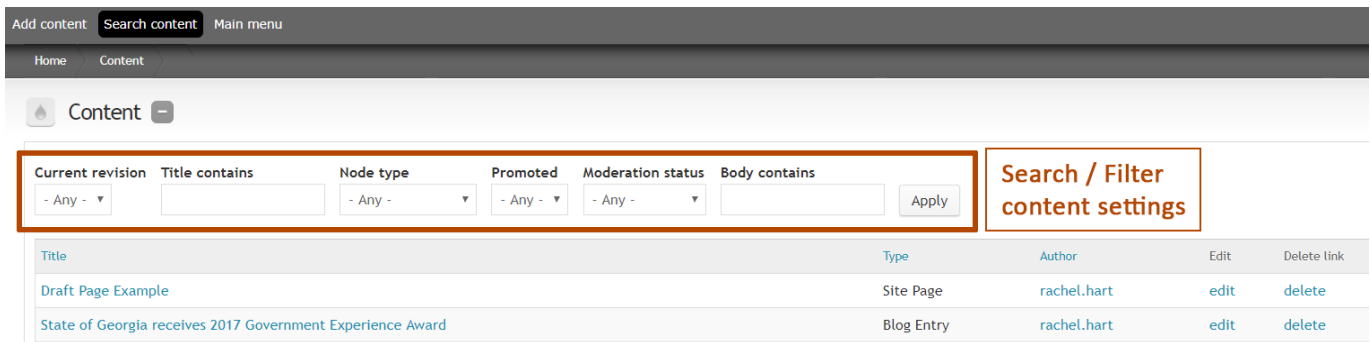 Add content Search content Main menu
Home Content
Content
Current revision Title contains Node type Promoted Moderation status Body contains
- Any - - Any - - Any - - Any - Apply
Search / Filter
content settings
Title Type Author Edit Delete link
Draft Page Example Site Page rachel.hart edit delete
State of Georgia receives 2017 Government Experience Award Blog Entry rachel.hart edit delete